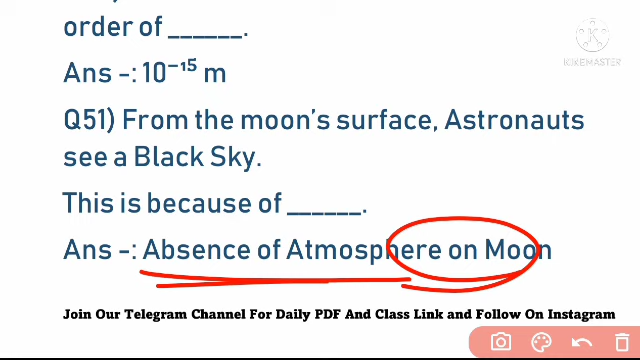 order of ______.
KINEMASTER
Ans -: 10⁻¹⁵ m
Q51) From the moon's surface, Astronauts
see a Black Sky.
This is because of ______.
Ans -: Absence of Atmosphere on Moon
Join Our Telegram Channel For Daily PDF And Class Link and Follow On Instagram